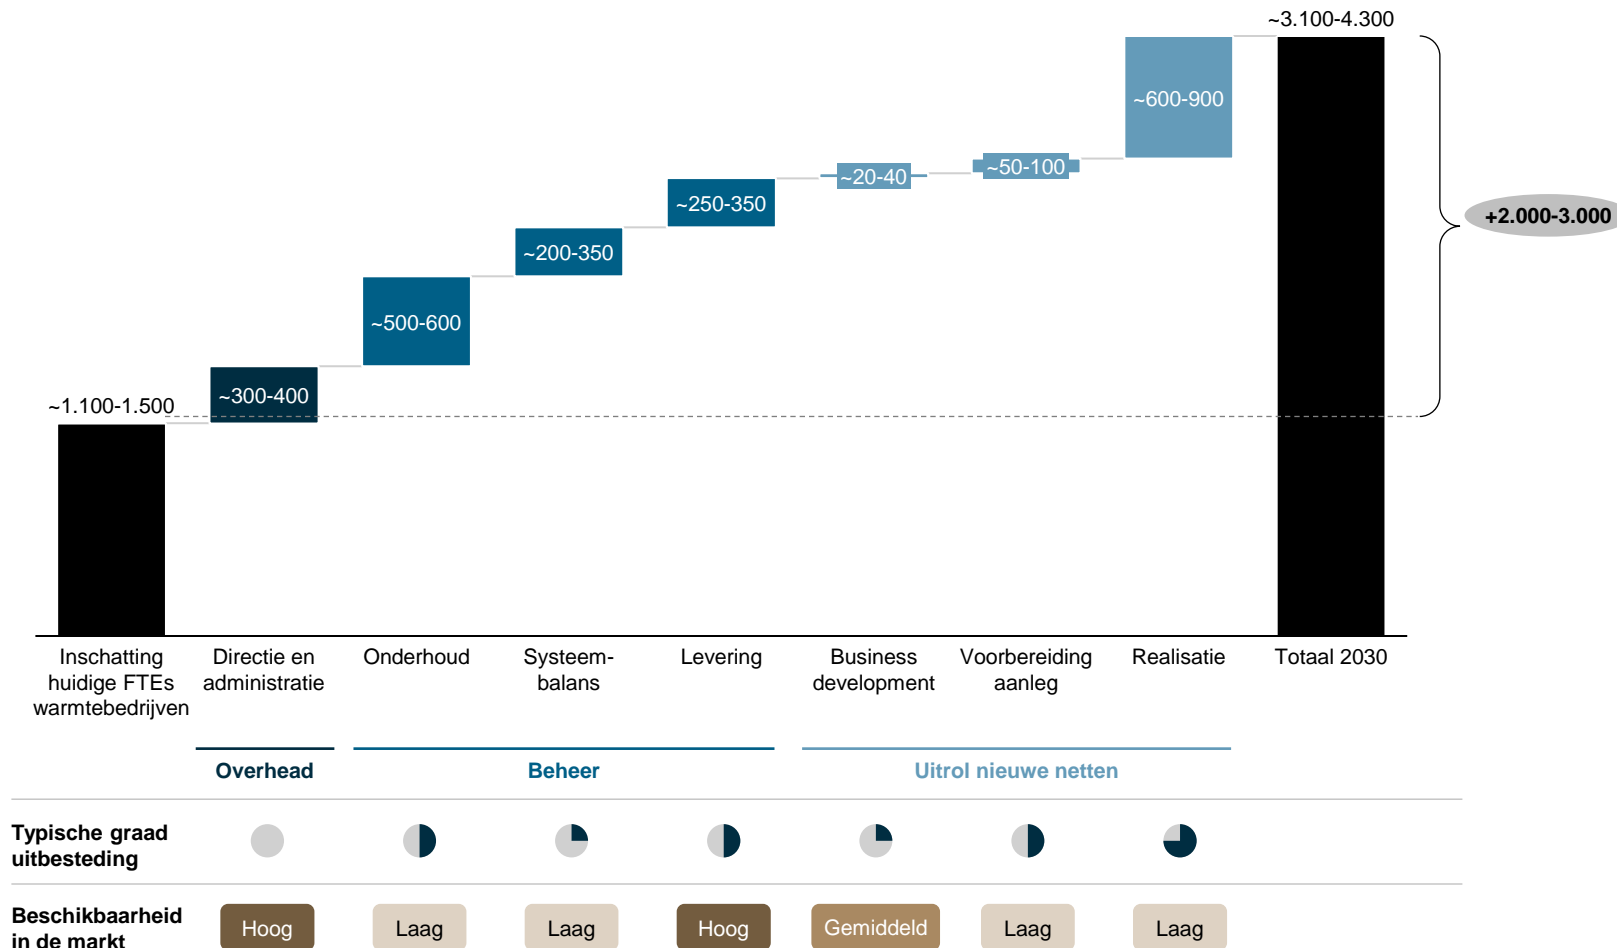 ~3.100-4.300
~600-900
~50-100
~20-40
~250-350
+2.000-3.000
~200-350
~500-600
~300-400
~1.100-1.500
Inschatting
huidige FTEs
warmtebedrijven
Directie en
administratie
Onderhoud
Systeem-
balans
Levering
Business
development
Voorbereiding
aanleg
Realisatie
Totaal 2030
Overhead
Beheer
Uitrol nieuwe netten
Typische graad
uitbesteding
Beschikbaarheid
in de markt
Hoog
Laag
Laag
Hoog
Gemiddeld
Laag
Laag